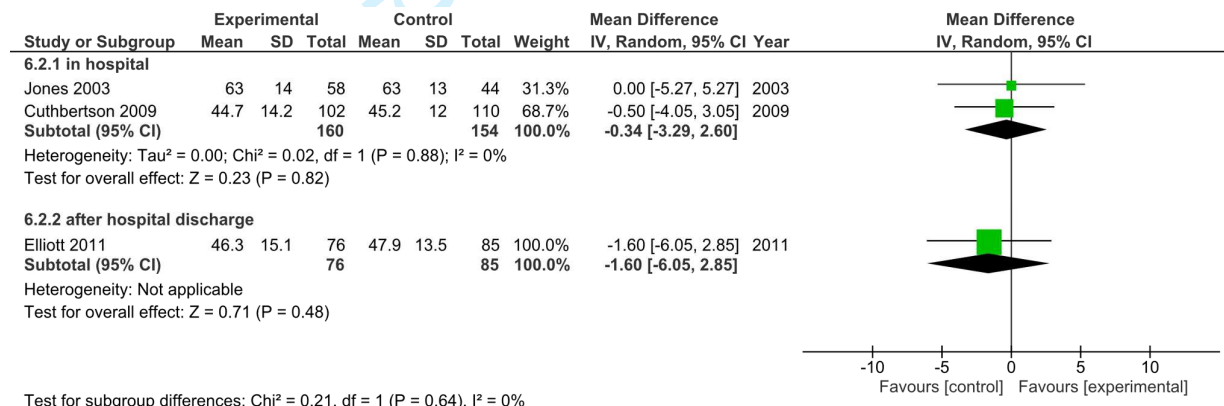 Experimental Control Mean Difference Mean Difference
Study or Subgroup Mean SD Total Mean SD Total Weight IV, Random, 95% CI Year IV, Random, 95% CI
6.2.1 in hospital
Jones 2003 63 14 58 63 13 44 31.3% 0.00 [-5.27, 5.27] 2003
Cuthbertson 2009 44.7 14.2 102 45.2 12 110 68.7% -0.50 [-4.05, 3.05] 2009
Subtotal (95% CI) 160 154 100.0% -0.34 [-3.29, 2.60]
Heterogeneity: Tau² = 0.00; Chi² = 0.02, df = 1 (P = 0.88); I² = 0%
Test for overall effect: Z = 0.23 (P = 0.82)
6.2.2 after hospital discharge
Elliott 2011 46.3 15.1 76 47.9 13.5 85 100.0% -1.60 [-6.05, 2.85] 2011
Subtotal (95% CI) 76 85 100.0% -1.60 [-6.05, 2.85]
Heterogeneity: Not applicable
Test for overall effect: Z = 0.71 (P = 0.48)
-10 -5 0 5 10
Favours [control] Favours [experimental]
Test for subgroup differences: Chi² = 0.21, df = 1 (P = 0.64), I² = 0%